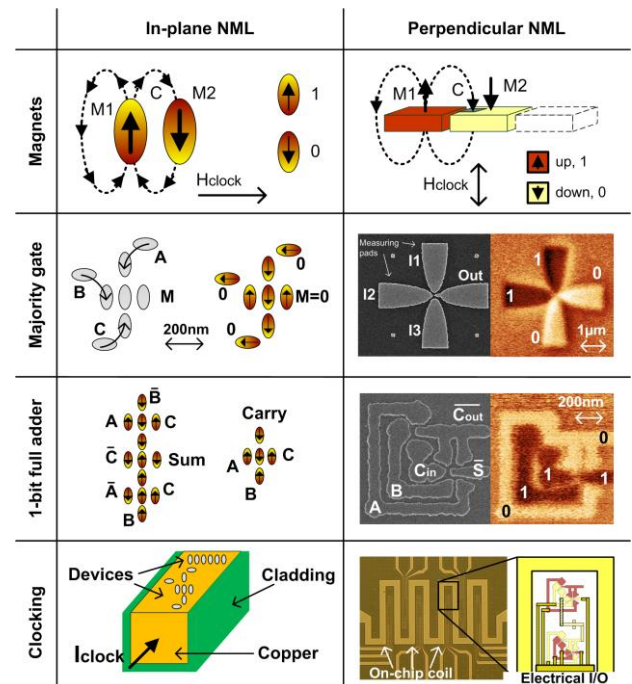 In-plane NML
Perpendicular NML
Magnets
M1
C
M2
1
0
Hclock
M1
C
M2
Hclock
up, 1
down, 0
Majority gate
A
B
M
C
200nm
0
0
M=0
0
Measuring
pads
I1
Out
I2
I3
1
0
1
0
1μm
1-bit full adder
B̄
A
C
C̄
Sum
Ā
C
B
Carry
A
C
B
C̅o̅u̅t̅
Cin
S̄
B
A
200nm
0
1
1
1
0
Clocking
Devices
Cladding
Iclock
Copper
On-chip coil
Electrical I/O